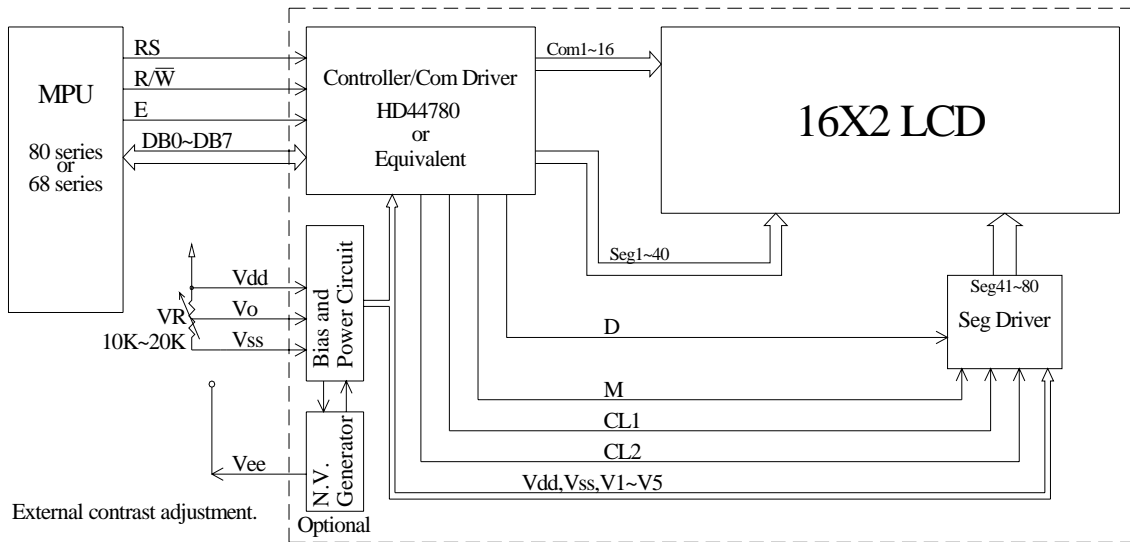 MPU
80 series
or
68 series
RS
R/W̅
E
DB0~DB7
Controller/Com Driver
HD44780
or
Equivalent
Com1~16
16X2 LCD
Seg1~40
Seg41~80
Seg Driver
Vdd
Vo
Vss
VR
10K~20K
Bias and
Power Circuit
D
M
CL1
CL2
Vdd,Vss,V1~V5
N.V.
Generator
Vee
Optional
External contrast adjustment.